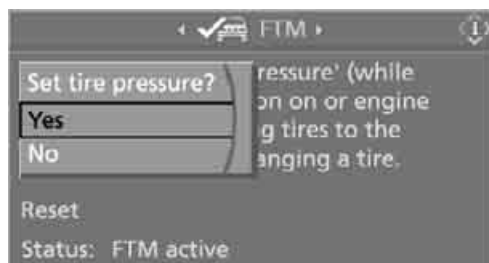 FTM
Set tire pressure?
Yes
No
ressure' (while
on on or engine
g tires to the
anging a tire.
Reset
Status: FTM active